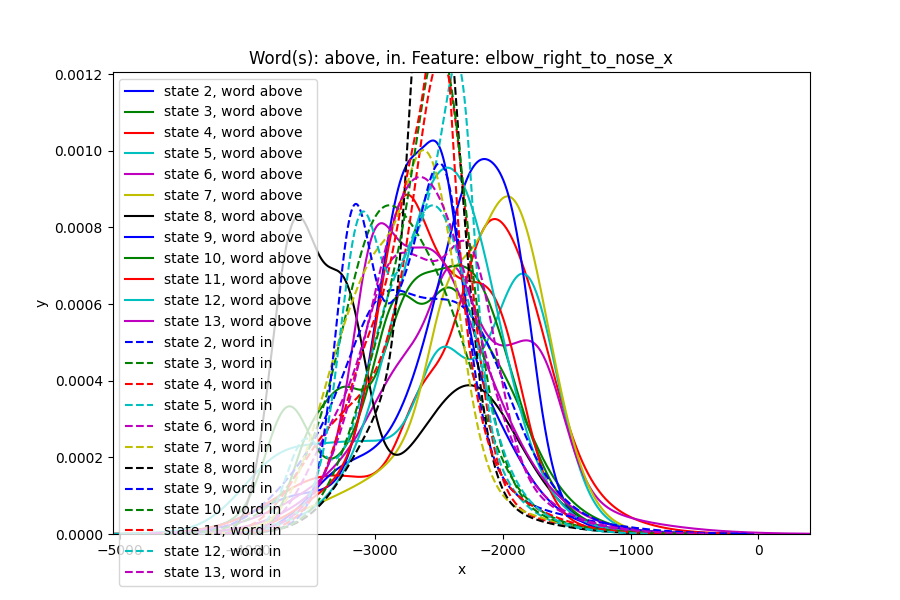 Word(s): above, in. Feature: elbow_right_to_nose_x
0.0012
0.0010
0.0008
0.0006
0.0004
0.0002
0.0000
y
state 2, word above
state 3, word above
state 4, word above
state 5, word above
state 6, word above
state 7, word above
state 8, word above
state 9, word above
state 10, word above
state 11, word above
state 12, word above
state 13, word above
state 2, word in
state 3, word in
state 4, word in
state 5, word in
state 6, word in
state 7, word in
state 8, word in
state 9, word in
state 10, word in
state 11, word in
state 12, word in
state 13, word in
−5000 −4000 −3000 −2000 −1000 0
x